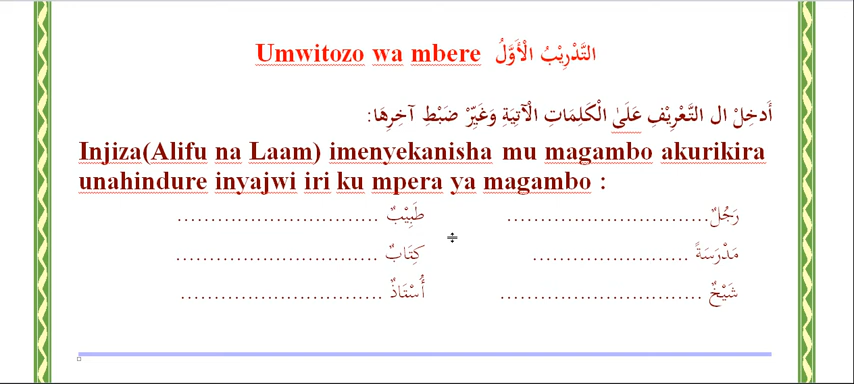 Umwitozo wa mbere التَّدْرِيْبُ الْأَوَّلُ
أَدخِلْ ال التَّعْرِيْفِ عَلَىٰ الْكَلِمَاتِ الْآتِيَةِ وَغَيِّرْ ضَبْط آخِرِهَا:
Injiza(Alifu na Laam) imenyekanisha mu magambo akurikira
unahindure inyajwi iri ku mpera ya magambo :
رَجُلٌ.............................. طَبِيْبٌ ..............................
مَدْرَسَةً ....................... كِتَابٌ ..............................
شَيْخٌ .............................. أُسْتَاذٌ ..............................